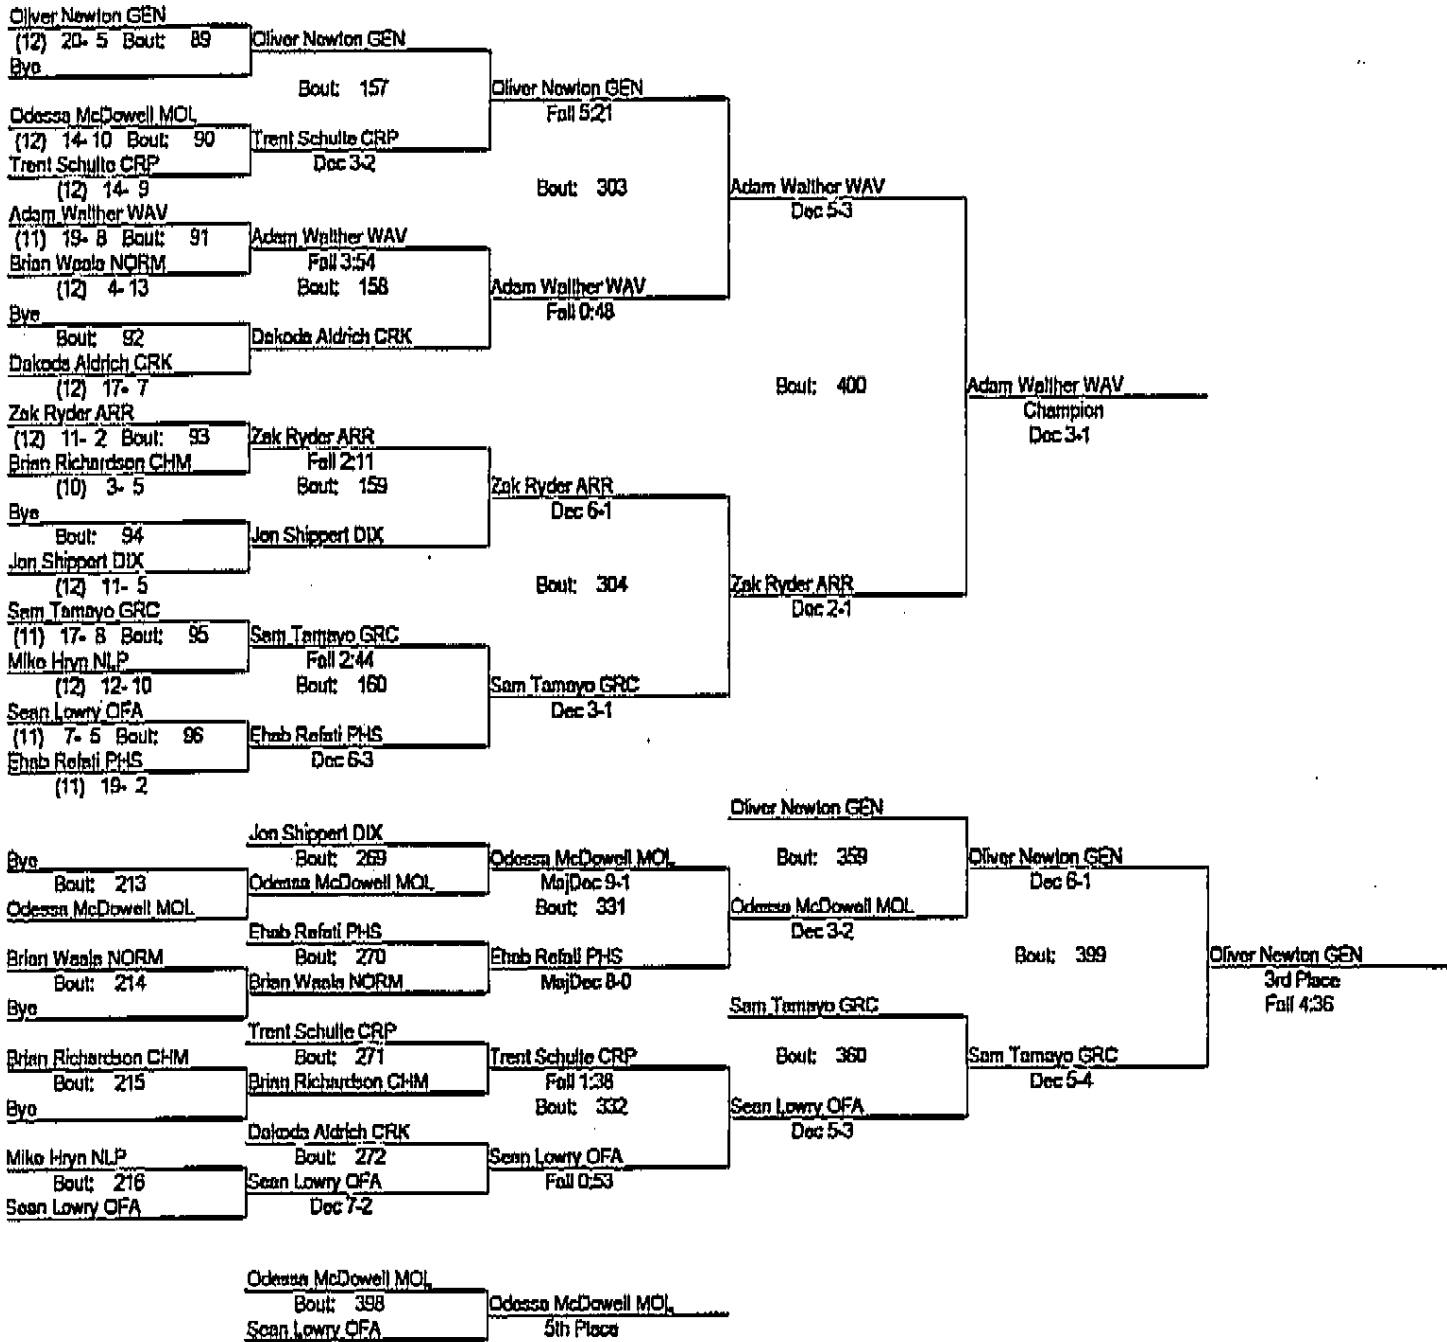 Oliver Newton GEN
(12) 20- 5 Bout: 89
Bye
Odessa McDowell MOL
(12) 14-10 Bout: 90
Trent Schulte CRP
(12) 14- 9
Adam Walther WAV
(11) 19- 8 Bout: 91
Brian Waala NORM
(12) 4-13
Bye
Bout: 92
Dakoda Aldrich CRK
(12) 17- 7
Zak Ryder ARR
(12) 11- 2 Bout: 93
Brian Richardson CHM
(10) 3- 5
Bye
Bout: 94
Jon Shippert DIX
(12) 11- 5
Sam Tamayo GRC
(11) 17- 8 Bout: 95
Mike Hryn NLP
(12) 12-10
Sean Lowry OFA
(11) 7- 5 Bout: 96
Ehab Refati PHS
(11) 19- 2
Oliver Newton GEN
Bout: 157
Trent Schulte CRP
Dec 3-2
Adam Walther WAV
Fall 3:54
Bout: 158
Dakoda Aldrich CRK
Zak Ryder ARR
Fall 2:11
Bout: 159
Jon Shippert DIX
Sam Tamayo GRC
Fall 2:44
Bout: 160
Ehab Refati PHS
Dec 6-3
Oliver Newton GEN
Fall 5:21
Bout: 303
Adam Walther WAV
Fall 0:48
Zak Ryder ARR
Dec 6-1
Bout: 304
Sam Tamayo GRC
Dec 3-1
Adam Walther WAV
Dec 5-3
Bout: 400
Zak Ryder ARR
Dec 2-1
Adam Walther WAV
Champion
Dec 3-1
Bye
Bout: 213
Odessa McDowell MOL
Brian Waala NORM
Bout: 214
Bye
Brian Richardson CHM
Bout: 215
Bye
Mike Hryn NLP
Bout: 216
Sean Lowry OFA
Jon Shippert DIX
Bout: 269
Odessa McDowell MOL
Ehab Refati PHS
Bout: 270
Brian Waala NORM
Trent Schulte CRP
Bout: 271
Brian Richardson CHM
Dakoda Aldrich CRK
Bout: 272
Sean Lowry OFA
Dec 7-2
Odessa McDowell MOL
MajDec 9-1
Bout: 331
Ehab Refati PHS
MajDec 8-0
Trent Schulte CRP
Fall 1:38
Bout: 332
Sean Lowry OFA
Fall 0:53
Oliver Newton GEN
Bout: 359
Odessa McDowell MOL
Dec 3-2
Sam Tamayo GRC
Bout: 360
Sean Lowry OFA
Dec 5-3
Oliver Newton GEN
Dec 6-1
Bout: 399
Sam Tamayo GRC
Dec 5-4
Oliver Newton GEN
3rd Place
Fall 4:36
Odessa McDowell MOL
Bout: 398
Sean Lowry OFA
Odessa McDowell MOL
5th Place